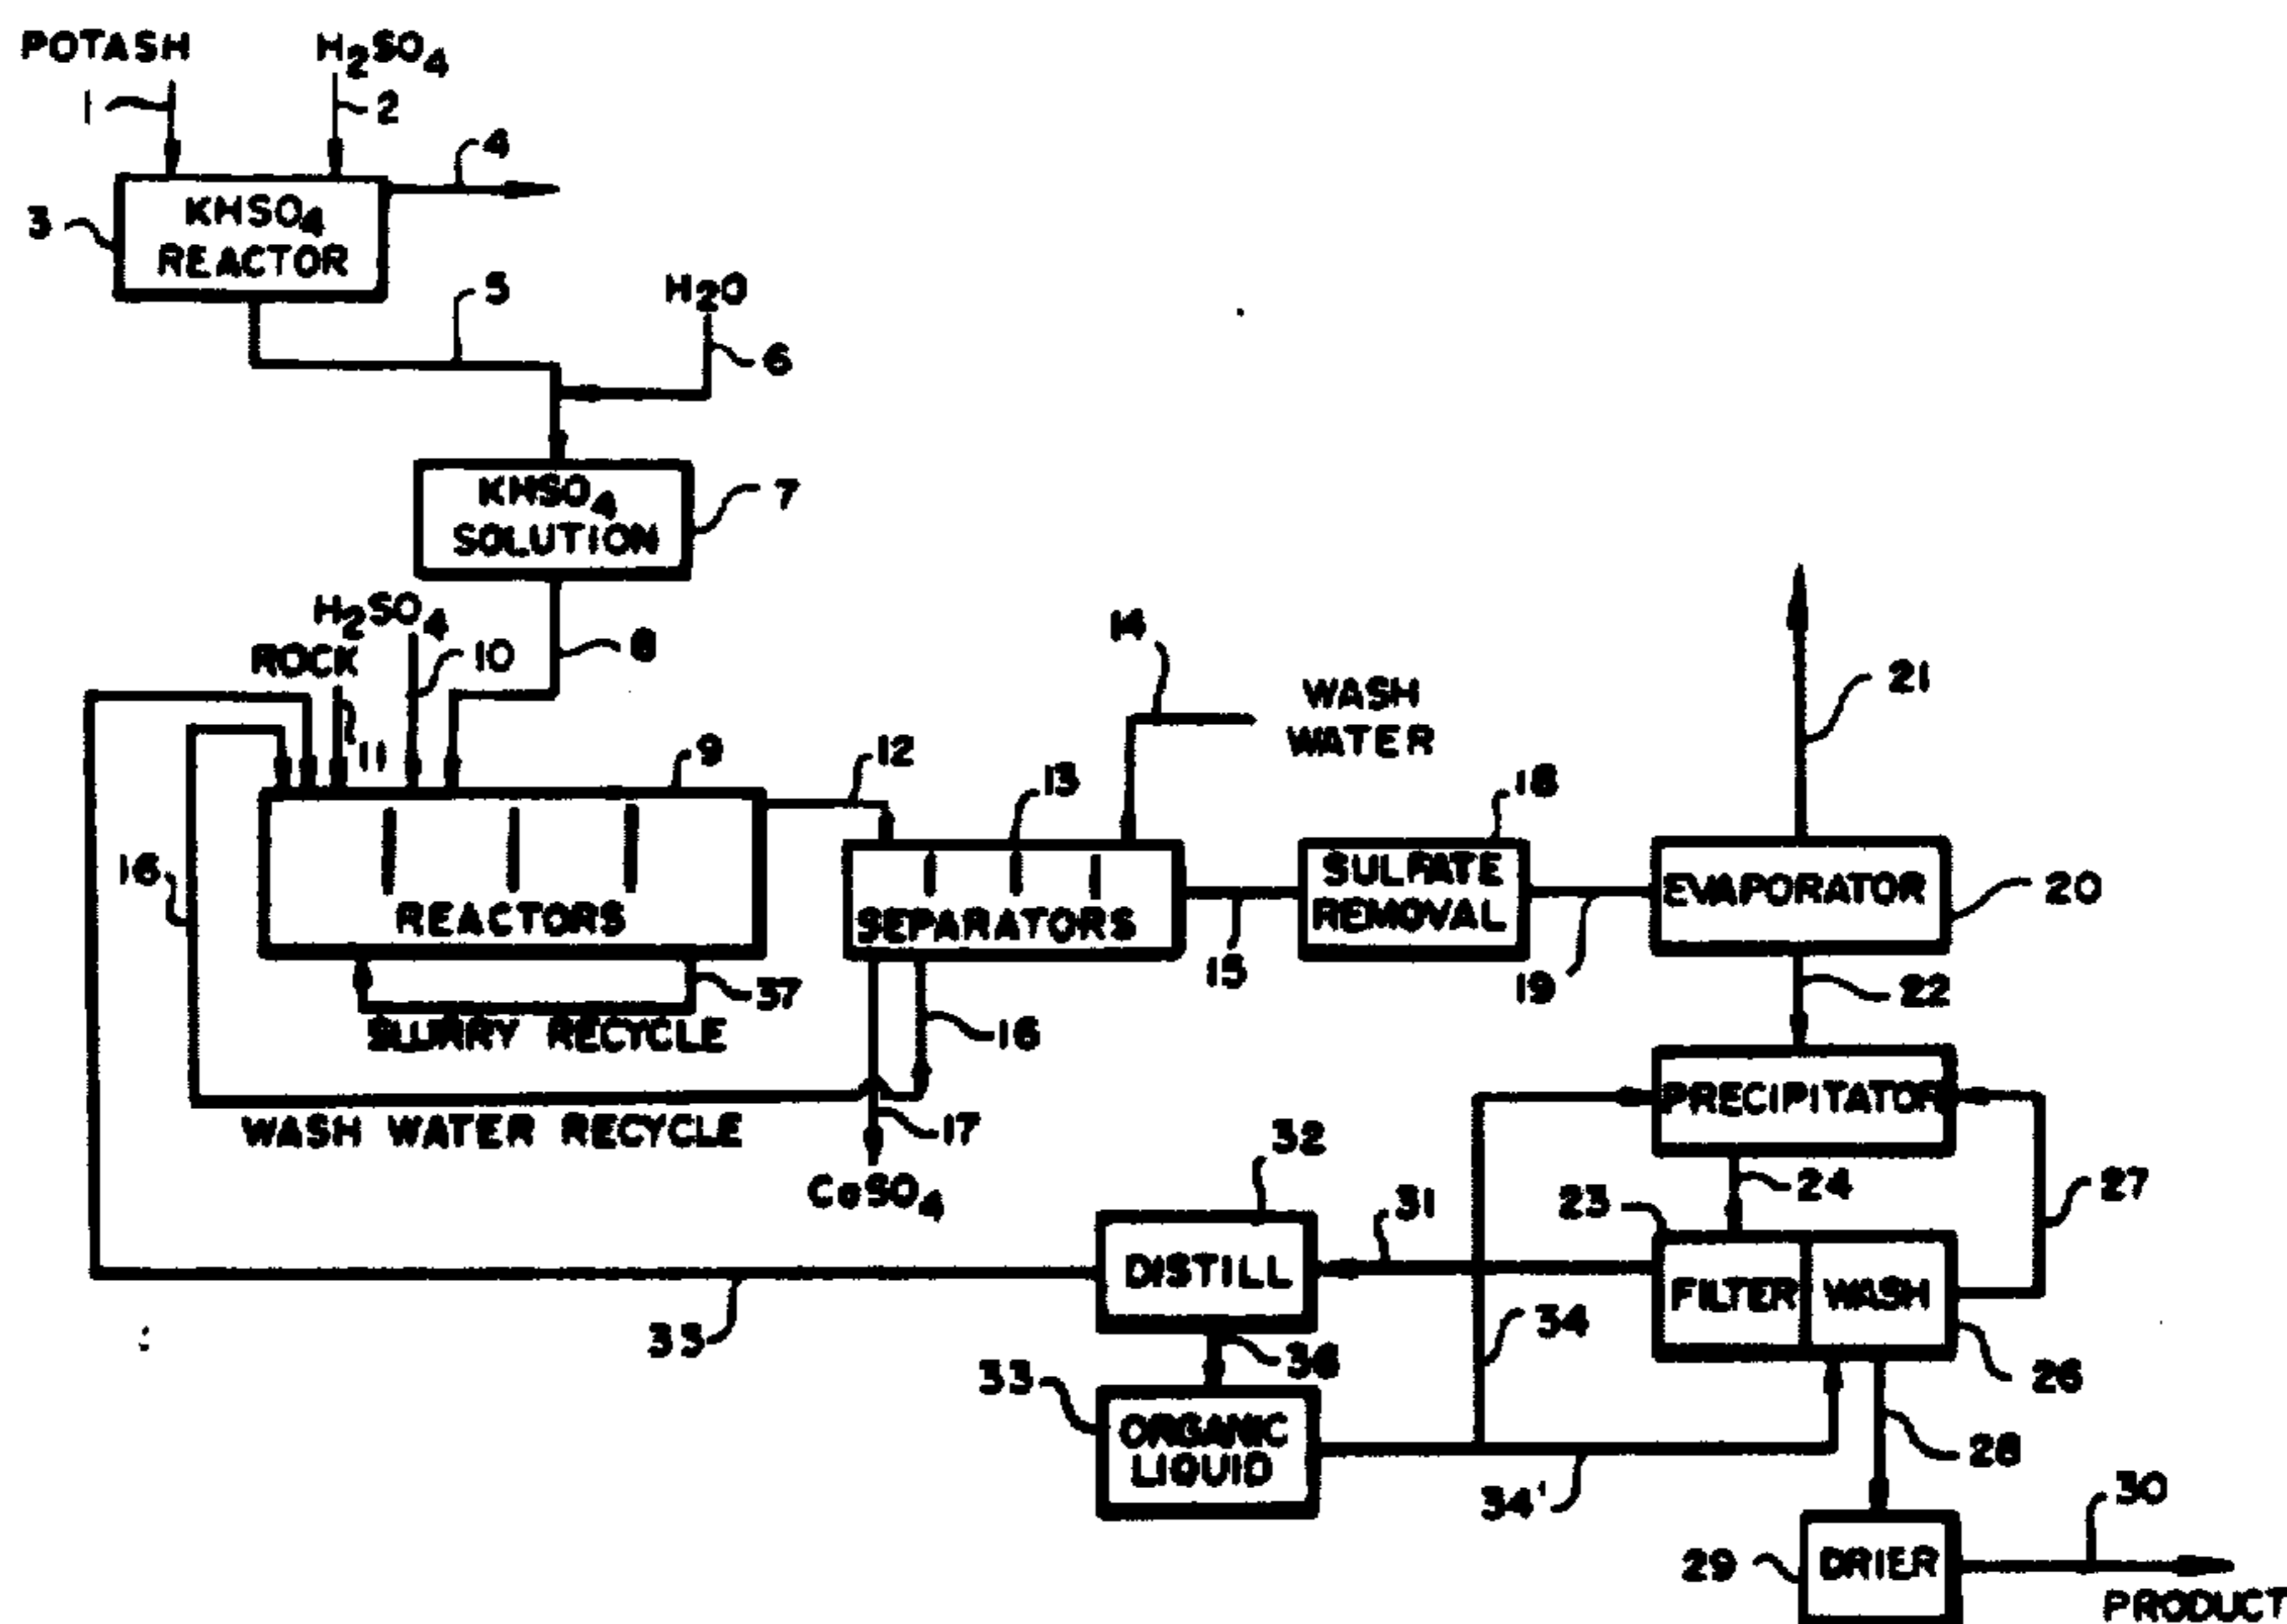 POTASH
H2SO4
1
2
4
KHSO4
REACTOR
3
5
H2O
6
KHSO4
SOLUTION
7
H2SO4
ROCK
10
8
11
9
12
13
14
WASH
WATER
REACTORS
SEPARATORS
SULFATE
REMOVAL
18
EVAPORATOR
20
21
16
15
19
22
37
SLURRY RECYCLE
16
WASH WATER RECYCLE
17
CaSO4
PRECIPITATOR
24
23
27
32
31
DISTILL
FILTER
WASH
35
34
26
33
36
ORGANIC
LIQUID
34'
28
29
DRIER
30
PRODUCT